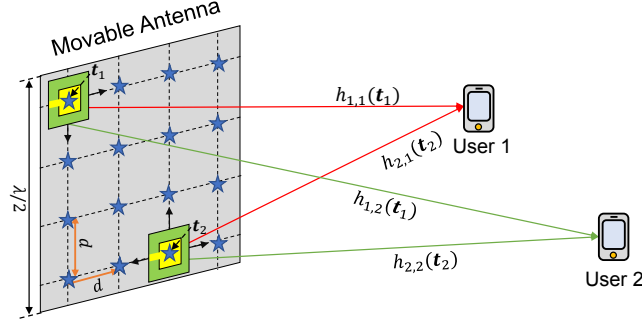 Movable Antenna
t₁
h₁,₁(t₁)
User 1
h₂,₁(t₂)
λ/2
h₁,₂(t₁)
d
t₂
h₂,₂(t₂)
d
User 2